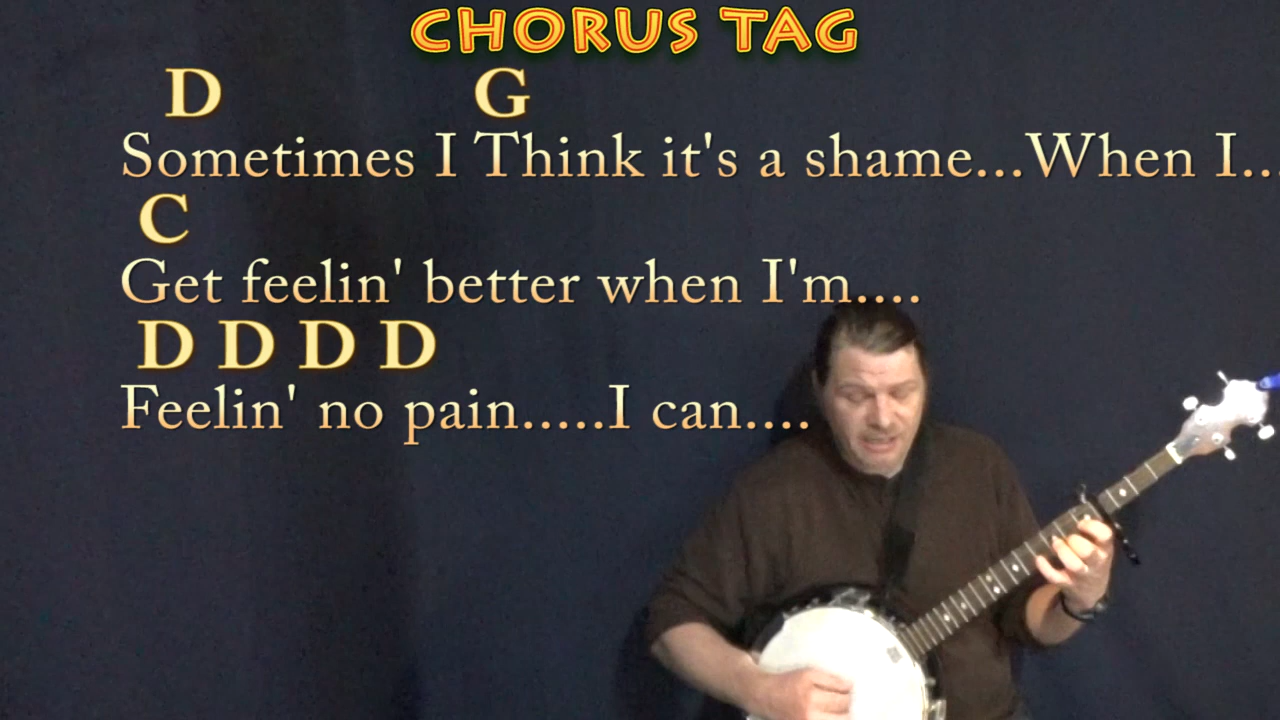 CHORUS TAG
D G
Sometimes I Think it's a shame...When I...
C
Get feelin' better when I'm....
D D D D
Feelin' no pain.....I can....